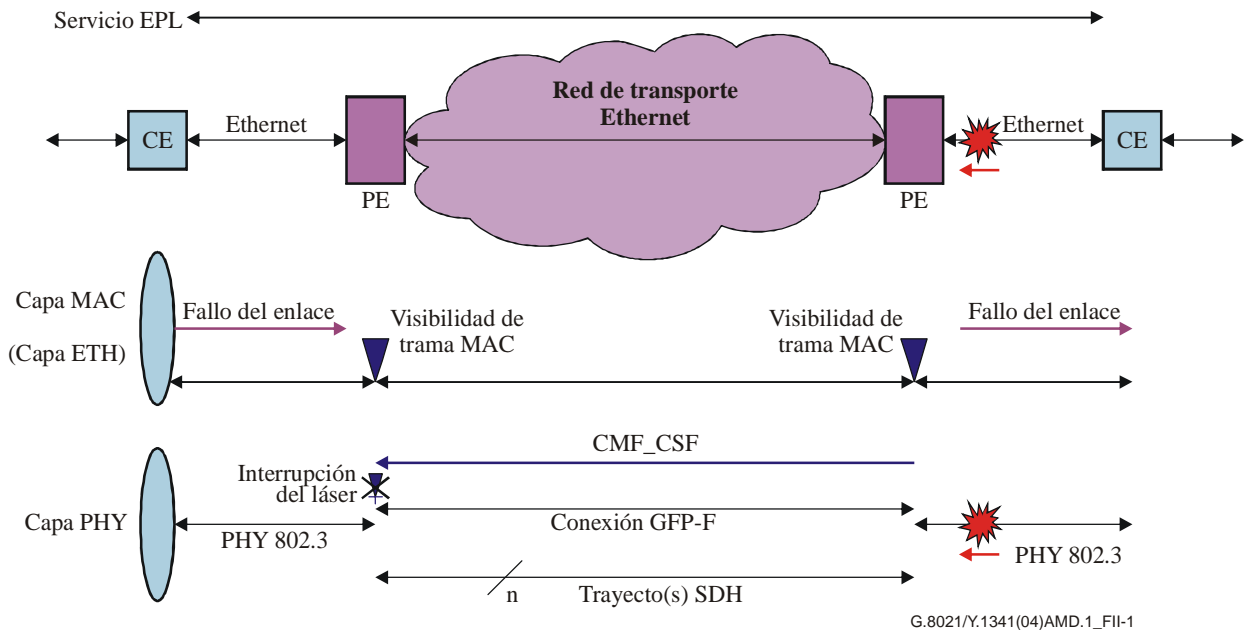 Servicio EPL
Red de transporte
Ethernet
CE
Ethernet
PE
PE
Ethernet
CE
Capa MAC
(Capa ETH)
Fallo del enlace
Visibilidad de
trama MAC
Visibilidad de
trama MAC
Fallo del enlace
CMF_CSF
Interrupción
del láser
Capa PHY
PHY 802.3
Conexión GFP-F
PHY 802.3
n
Trayecto(s) SDH
G.8021/Y.1341(04)AMD.1_FII-1